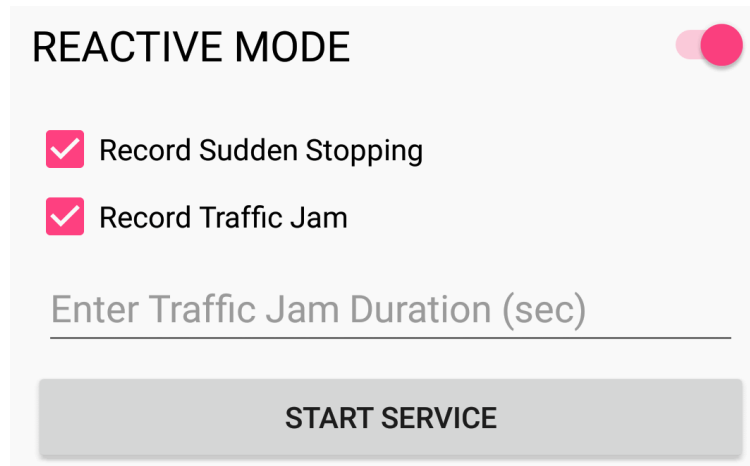 REACTIVE MODE
Record Sudden Stopping
Record Traffic Jam
Enter Traffic Jam Duration (sec)
START SERVICE